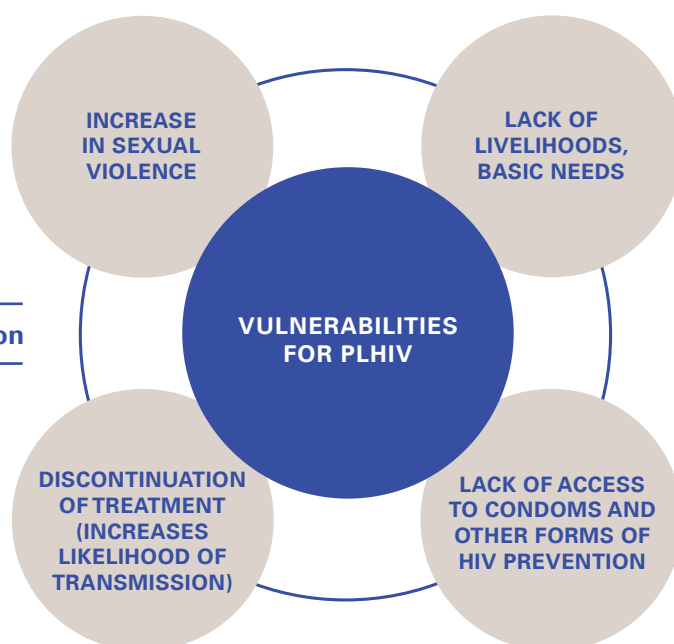 INCREASE
IN SEXUAL
VIOLENCE
LACK OF
LIVELIHOODS,
BASIC NEEDS
on
VULNERABILITIES
FOR PLHIV
DISCONTINUATION
OF TREATMENT
(INCREASES
LIKELIHOOD OF
TRANSMISSION)
LACK OF ACCESS
TO CONDOMS AND
OTHER FORMS OF
HIV PREVENTION